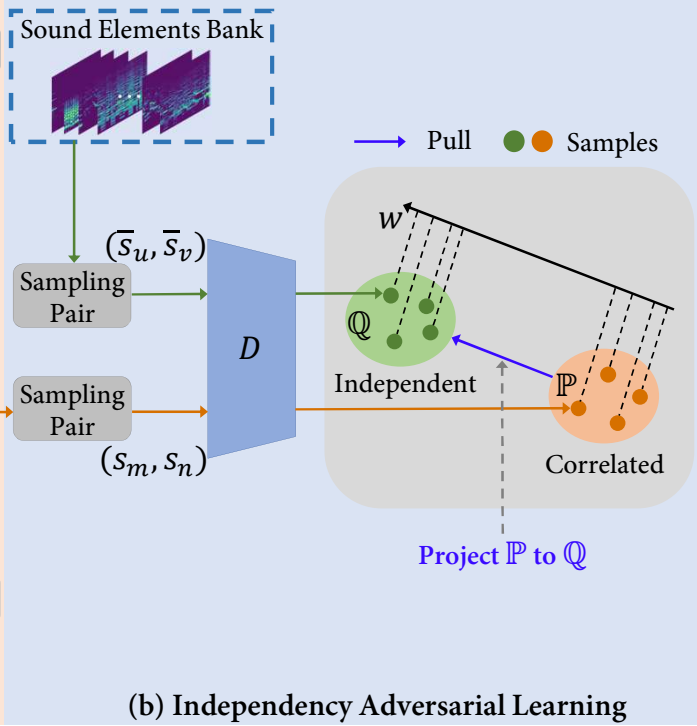 Sound Elements Bank
Pull
Samples
w
(s̅ᵤ, s̅ᵥ)
Sampling
Pair
D
ℚ
Independent
ℙ
Sampling
Pair
(sₘ, sₙ)
Correlated
Project ℙ to ℚ
(b) Independency Adversarial Learning